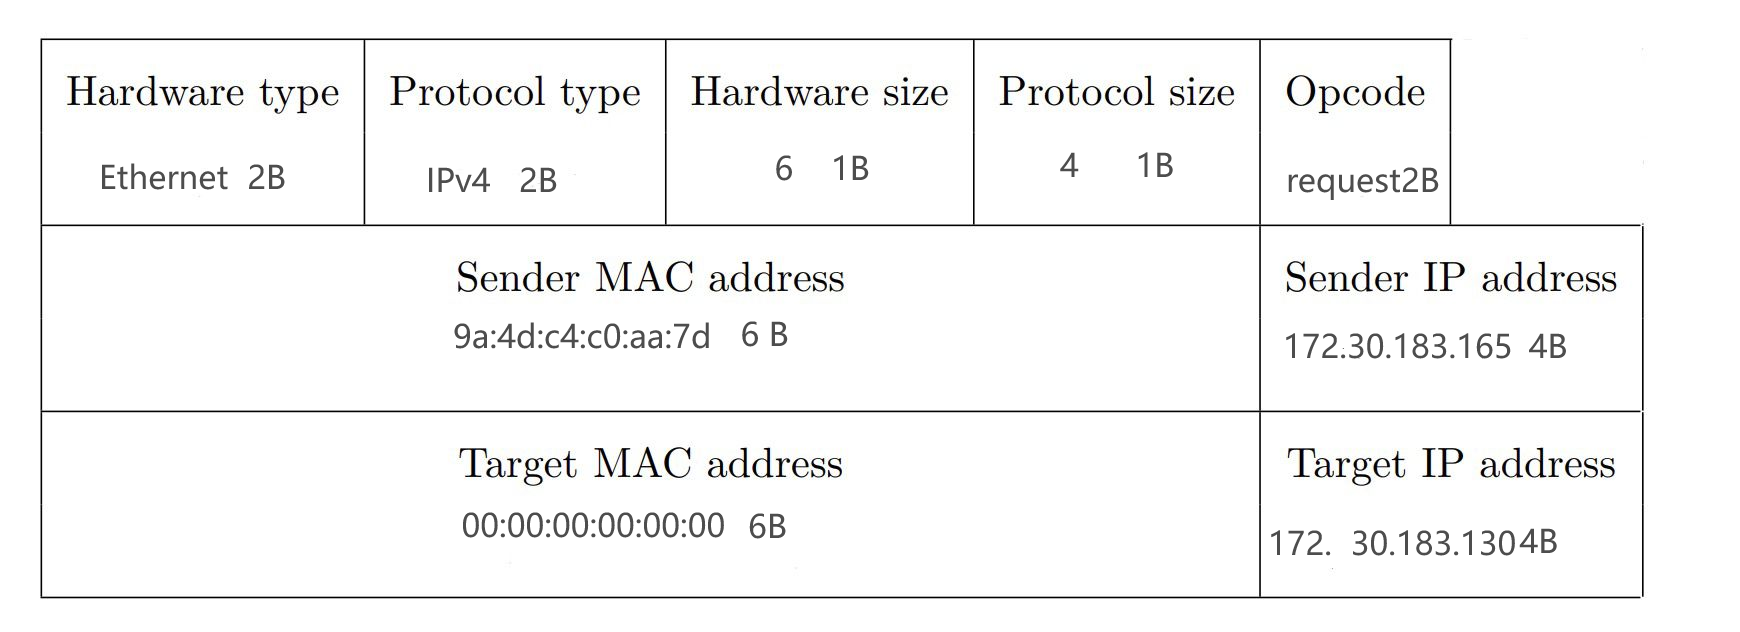 Hardware type Protocol type Hardware size Protocol size Opcode
Ethernet 2B IPv4 2B 6 1B 4 1B request2B
Sender MAC address Sender IP address
9a:4d:c4:c0:aa:7d 6 B 172.30.183.165 4B
Target MAC address Target IP address
00:00:00:00:00:00 6B 172. 30.183.130 4B